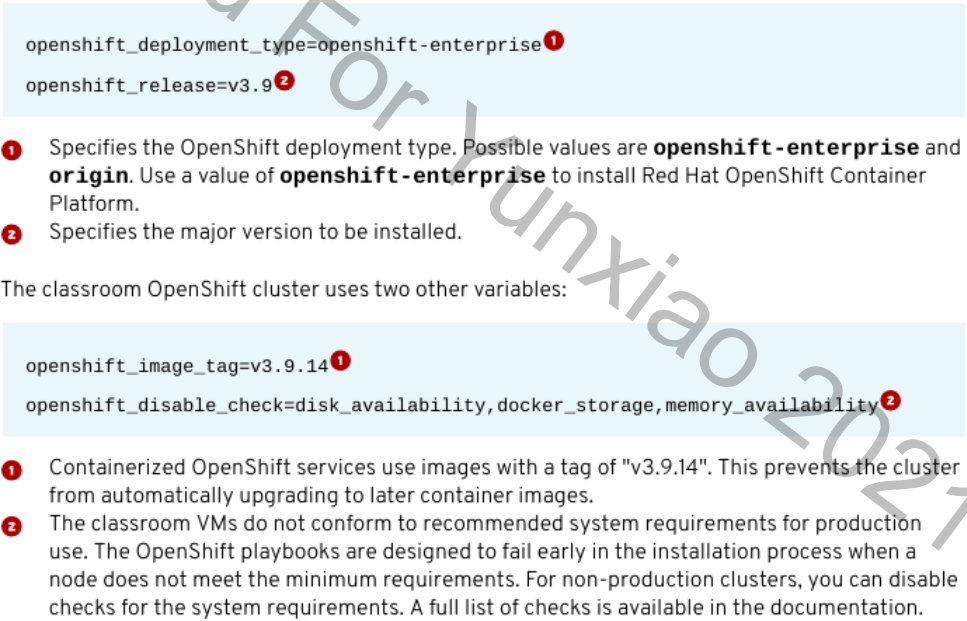 openshift_deployment_type=openshift-enterprise 1
openshift_release=v3.9 2
1 Specifies the OpenShift deployment type. Possible values are openshift-enterprise and
origin. Use a value of openshift-enterprise to install Red Hat OpenShift Container
Platform.
2 Specifies the major version to be installed.
The classroom OpenShift cluster uses two other variables:
openshift_image_tag=v3.9.14 1
openshift_disable_check=disk_availability,docker_storage,memory_availability 2
1 Containerized OpenShift services use images with a tag of "v3.9.14". This prevents the cluster
from automatically upgrading to later container images.
2 The classroom VMs do not conform to recommended system requirements for production
use. The OpenShift playbooks are designed to fail early in the installation process when a
node does not meet the minimum requirements. For non-production clusters, you can disable
checks for the system requirements. A full list of checks is available in the documentation.
For Yunxiao 2021